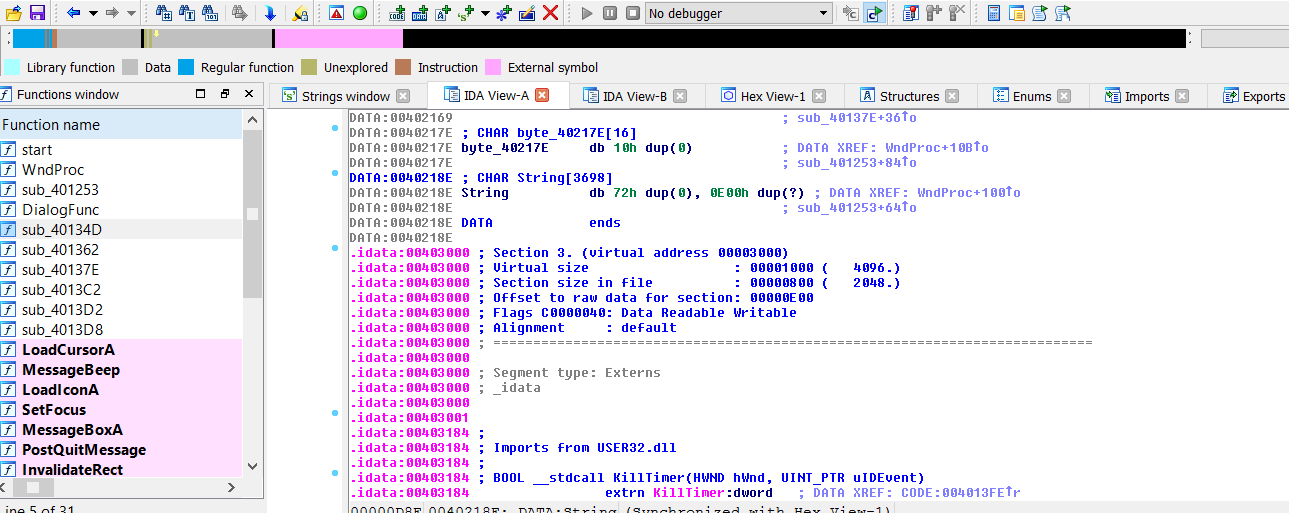 No debugger
Library function Data Regular function Unexplored Instruction External symbol
Functions window
Strings window IDA View-A IDA View-B Hex View-1 Structures Enums Imports Exports
Function name
start
WndProc
sub_401253
DialogFunc
sub_40134D
sub_401362
sub_40137E
sub_4013C2
sub_4013D2
sub_4013D8
LoadCursorA
MessageBeep
LoadIconA
SetFocus
MessageBoxA
PostQuitMessage
InvalidateRect
ine 5 of 31
DATA:00402169 ; sub_40137E+36↑o
DATA:0040217E ; CHAR byte_40217E[16]
DATA:0040217E byte_40217E db 10h dup(0) ; DATA XREF: WndProc+10B↑o
DATA:0040217E ; sub_401253+84↑o
DATA:0040218E ; CHAR String[3698]
DATA:0040218E String db 72h dup(0), 0E00h dup(?) ; DATA XREF: WndProc+100↑o
DATA:0040218E ; sub_401253+64↑o
DATA:0040218E DATA ends
DATA:0040218E
.idata:00403000 ; Section 3. (virtual address 00003000)
.idata:00403000 ; Virtual size : 00001000 ( 4096.)
.idata:00403000 ; Section size in file : 00000800 ( 2048.)
.idata:00403000 ; Offset to raw data for section: 00000E00
.idata:00403000 ; Flags C0000040: Data Readable Writable
.idata:00403000 ; Alignment : default
.idata:00403000 ; ===========================================================================
.idata:00403000
.idata:00403000 ; Segment type: Externs
.idata:00403000 ; _idata
.idata:00403000
.idata:00403001
.idata:00403184 ;
.idata:00403184 ; Imports from USER32.dll
.idata:00403184 ;
.idata:00403184 ; BOOL __stdcall KillTimer(HWND hWnd, UINT_PTR uIDEvent)
.idata:00403184 extrn KillTimer:dword ; DATA XREF: CODE:004013FE↑r
00000D8E 0040218E: DATA:String (Synchronized with Hex View-1)